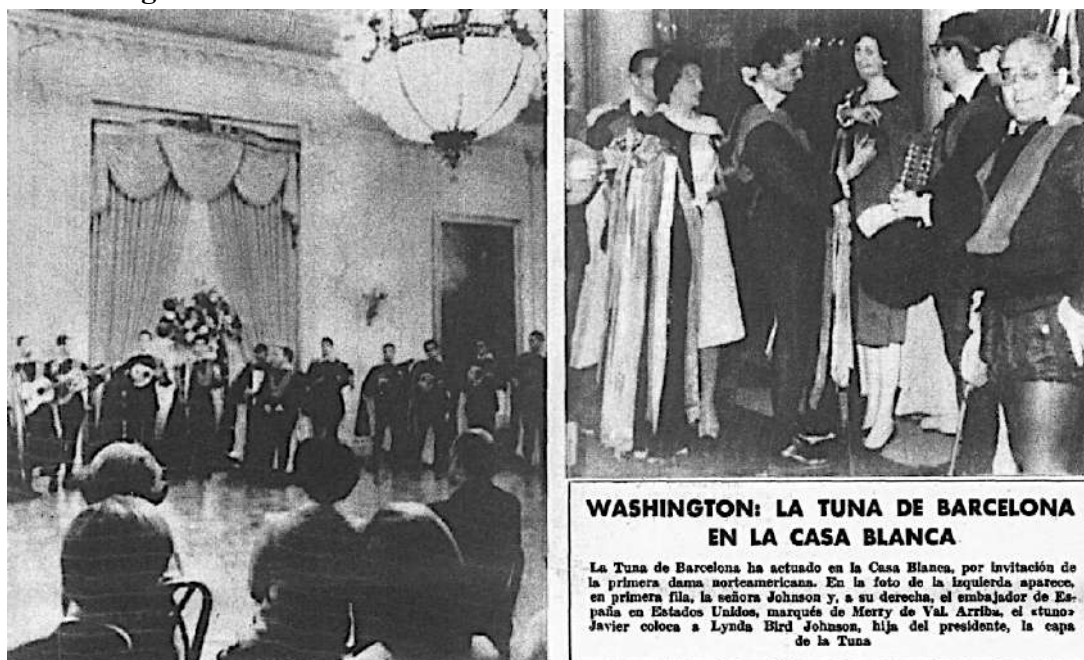 WASHINGTON: LA TUNA DE BARCELONA
EN LA CASA BLANCA
La Tuna de Barcelona ha actuado en la Casa Blanca, por invitación de
la primera dama norteamericana. En la foto de la izquierda aparece,
en primera fila, la señora Johnson y, a su derecha, el embajador de Es-
paña en Estados Unidos, marqués de Merry de Val. Arriba, el «tuno»
Javier coloca a Lynda Bird Johnson, hija del presidente, la capa
de la Tuna